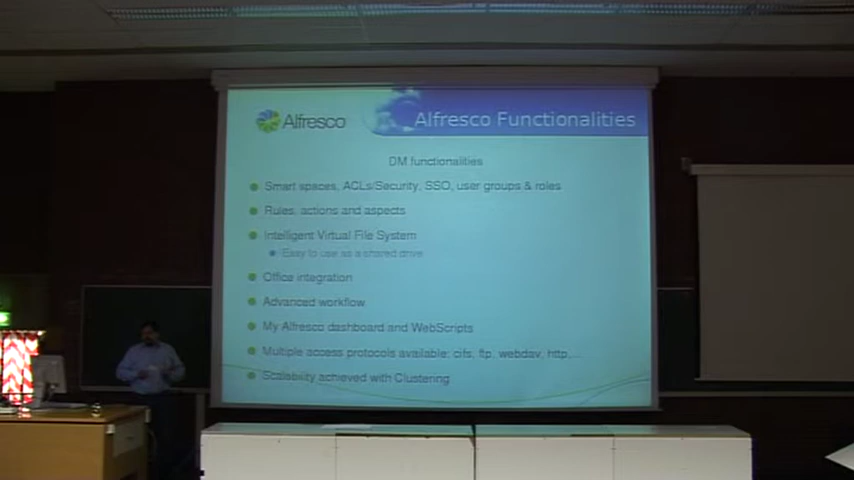 Alfresco
Alfresco Functionalities
DM functionalities
Smart spaces, ACLs/Security, SSO, user groups & roles
Rules, actions and aspects
Intelligent Virtual File System
Easy to use as a shared drive
Office integration
Advanced workflow
My Alfresco dashboard and WebScripts
Multiple access protocols available: cifs, ftp, webdav, http,...
Scalability achieved with Clustering